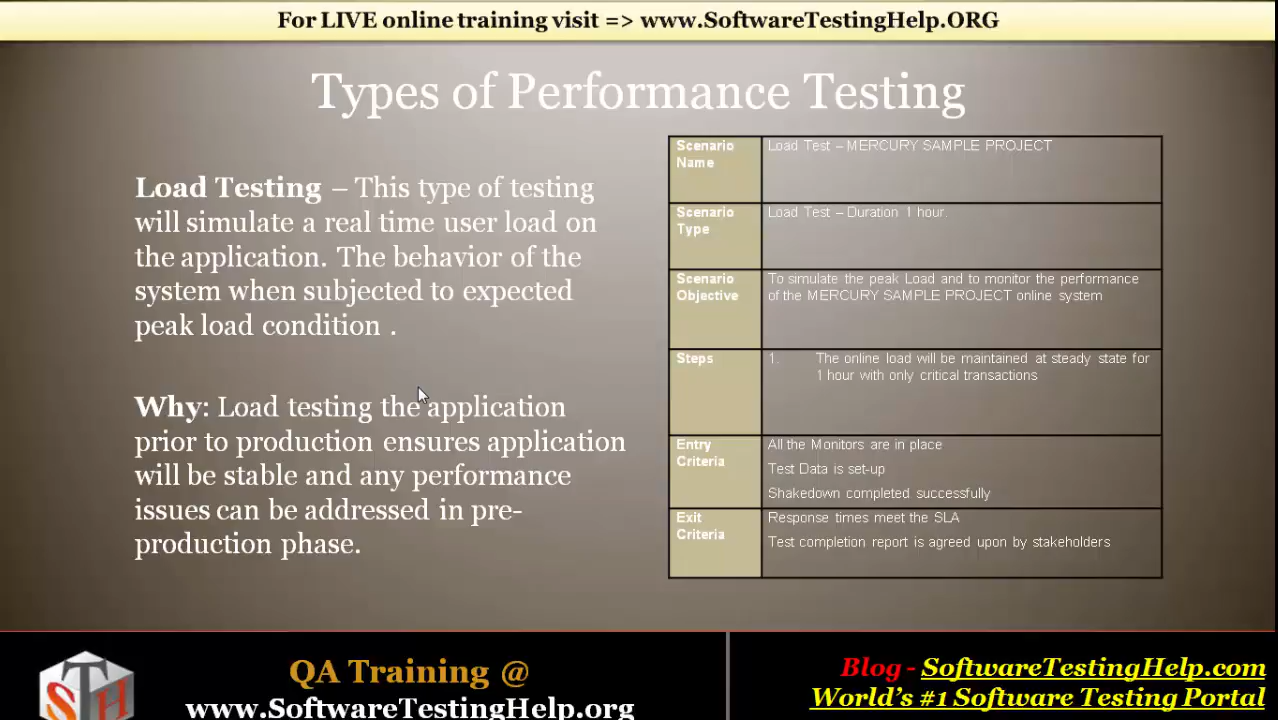 For LIVE online training visit => www.SoftwareTestingHelp.ORG
Types of Performance Testing
Load Testing – This type of testing
will simulate a real time user load on
the application. The behavior of the
system when subjected to expected
peak load condition .
Why: Load testing the application
prior to production ensures application
will be stable and any performance
issues can be addressed in pre-
production phase.
Scenario
Name
Load Test – MERCURY SAMPLE PROJECT
Scenario
Type
Load Test – Duration 1 hour.
Scenario
Objective
To simulate the peak Load and to monitor the performance
of the MERCURY SAMPLE PROJECT online system
Steps
1. The online load will be maintained at steady state for
1 hour with only critical transactions
Entry
Criteria
All the Monitors are in place
Test Data is set-up
Shakedown completed successfully
Exit
Criteria
Response times meet the SLA
Test completion report is agreed upon by stakeholders
STH
QA Training @
www.SoftwareTestingHelp.org
Blog - SoftwareTestingHelp.com
World's #1 Software Testing Portal